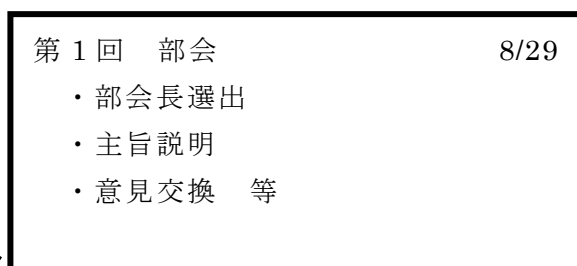 第１回　部会　8/29
・部会長選出
・主旨説明
・意見交換　等